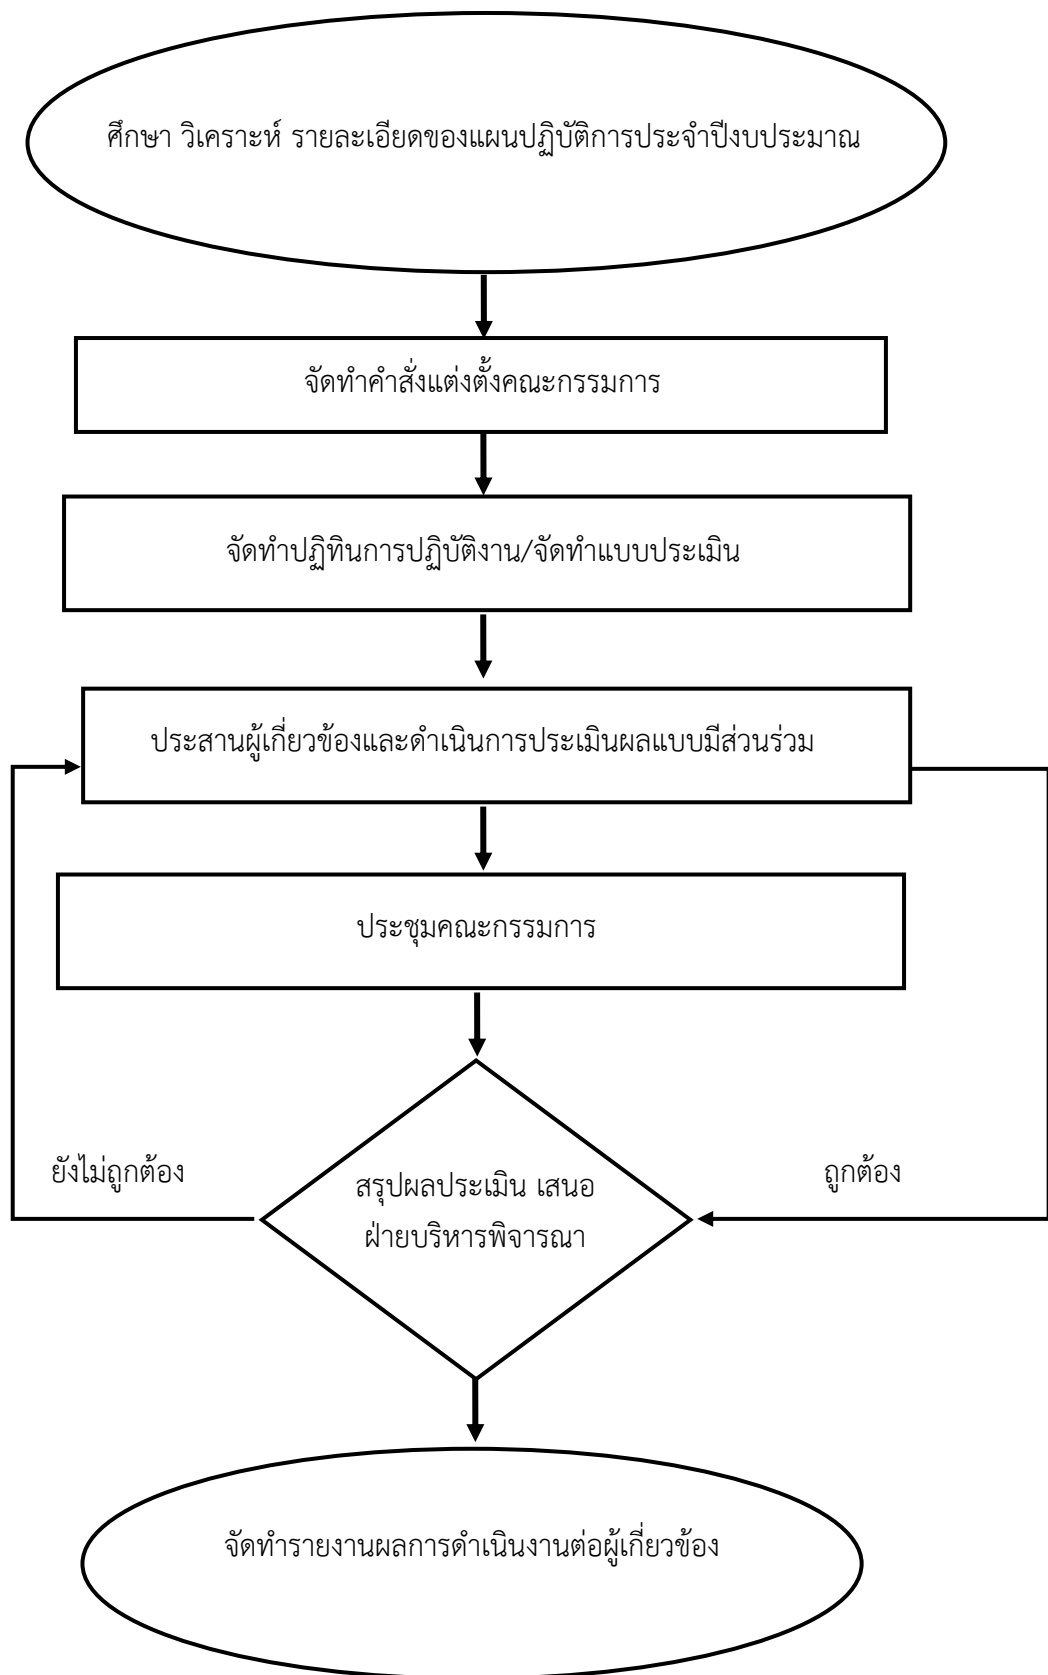 ศึกษา วิเคราะห์ รายละเอียดของแผนปฏิบัติการประจำปีงบประมาณ
จัดทำคำสั่งแต่งตั้งคณะกรรมการ
จัดทำปฏิทินการปฏิบัติงาน/จัดทำแบบประเมิน
ประสานผู้เกี่ยวข้องและดำเนินการประเมินผลแบบมีส่วนร่วม
ประชุมคณะกรรมการ
ยังไม่ถูกต้อง
ถูกต้อง
สรุปผลประเมิน เสนอ
ฝ่ายบริหารพิจารณา
จัดทำรายงานผลการดำเนินงานต่อผู้เกี่ยวข้อง